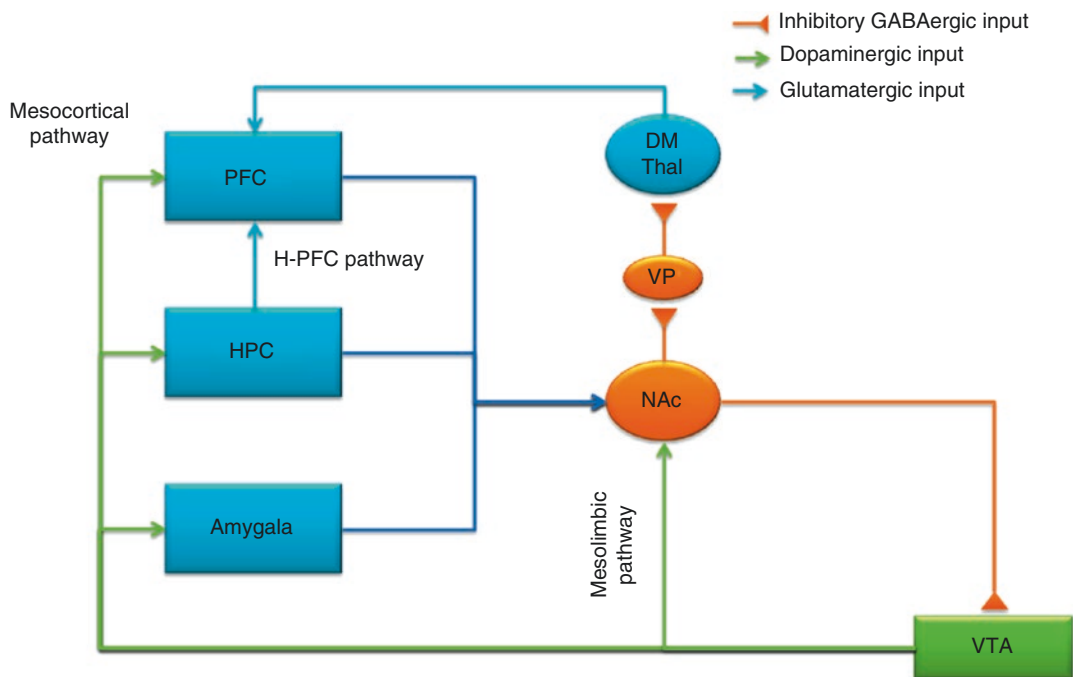 Inhibitory GABAergic input
Dopaminergic input
Glutamatergic input
Mesocortical
pathway
PFC
DM
Thal
H-PFC pathway
VP
HPC
NAc
Amygala
Mesolimbic
pathway
VTA